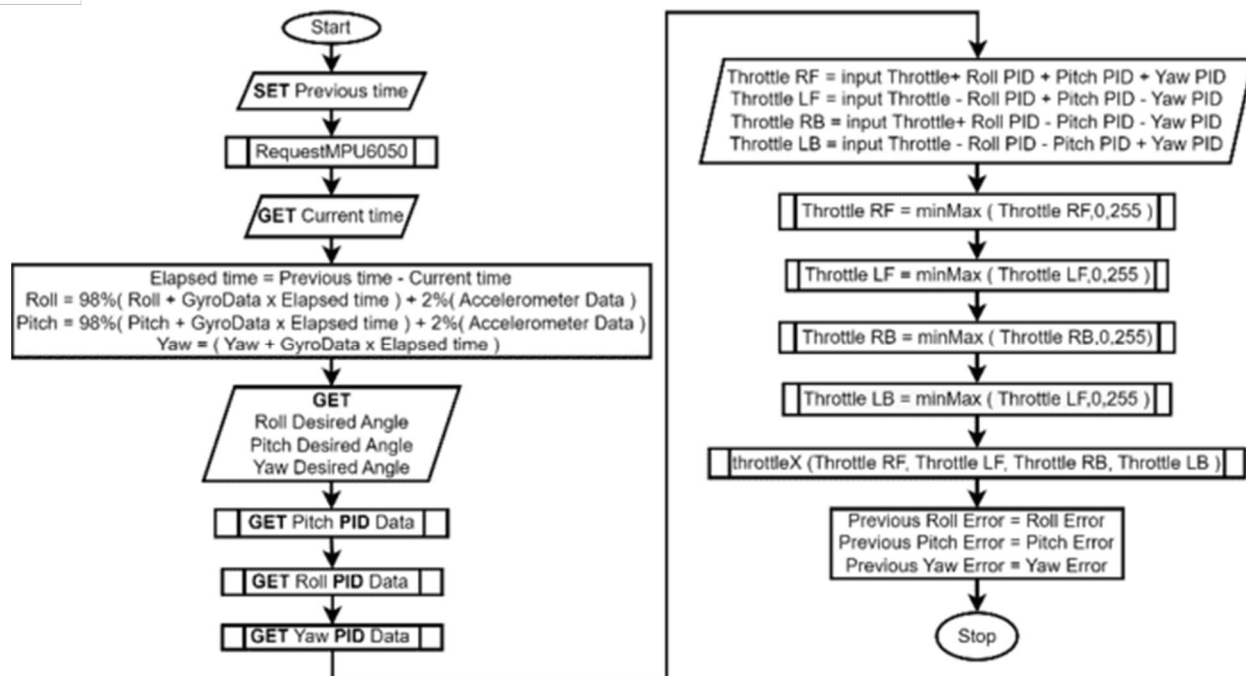 Start
SET Previous time
RequestMPU6050
GET Current time
Elapsed time = Previous time - Current time
Roll = 98%( Roll + GyroData x Elapsed time ) + 2%( Accelerometer Data )
Pitch = 98%( Pitch + GyroData x Elapsed time ) + 2%( Accelerometer Data )
Yaw = ( Yaw + GyroData x Elapsed time )
GET
Roll Desired Angle
Pitch Desired Angle
Yaw Desired Angle
GET Pitch PID Data
GET Roll PID Data
GET Yaw PID Data
Throttle RF = input Throttle+ Roll PID + Pitch PID + Yaw PID
Throttle LF = input Throttle - Roll PID + Pitch PID - Yaw PID
Throttle RB = input Throttle+ Roll PID - Pitch PID - Yaw PID
Throttle LB = input Throttle - Roll PID - Pitch PID + Yaw PID
Throttle RF = minMax ( Throttle RF,0,255 )
Throttle LF = minMax ( Throttle LF,0,255 )
Throttle RB = minMax ( Throttle RB,0,255)
Throttle LB = minMax ( Throttle LF,0,255 )
throttleX (Throttle RF, Throttle LF, Throttle RB, Throttle LB )
Previous Roll Error = Roll Error
Previous Pitch Error = Pitch Error
Previous Yaw Error = Yaw Error
Stop